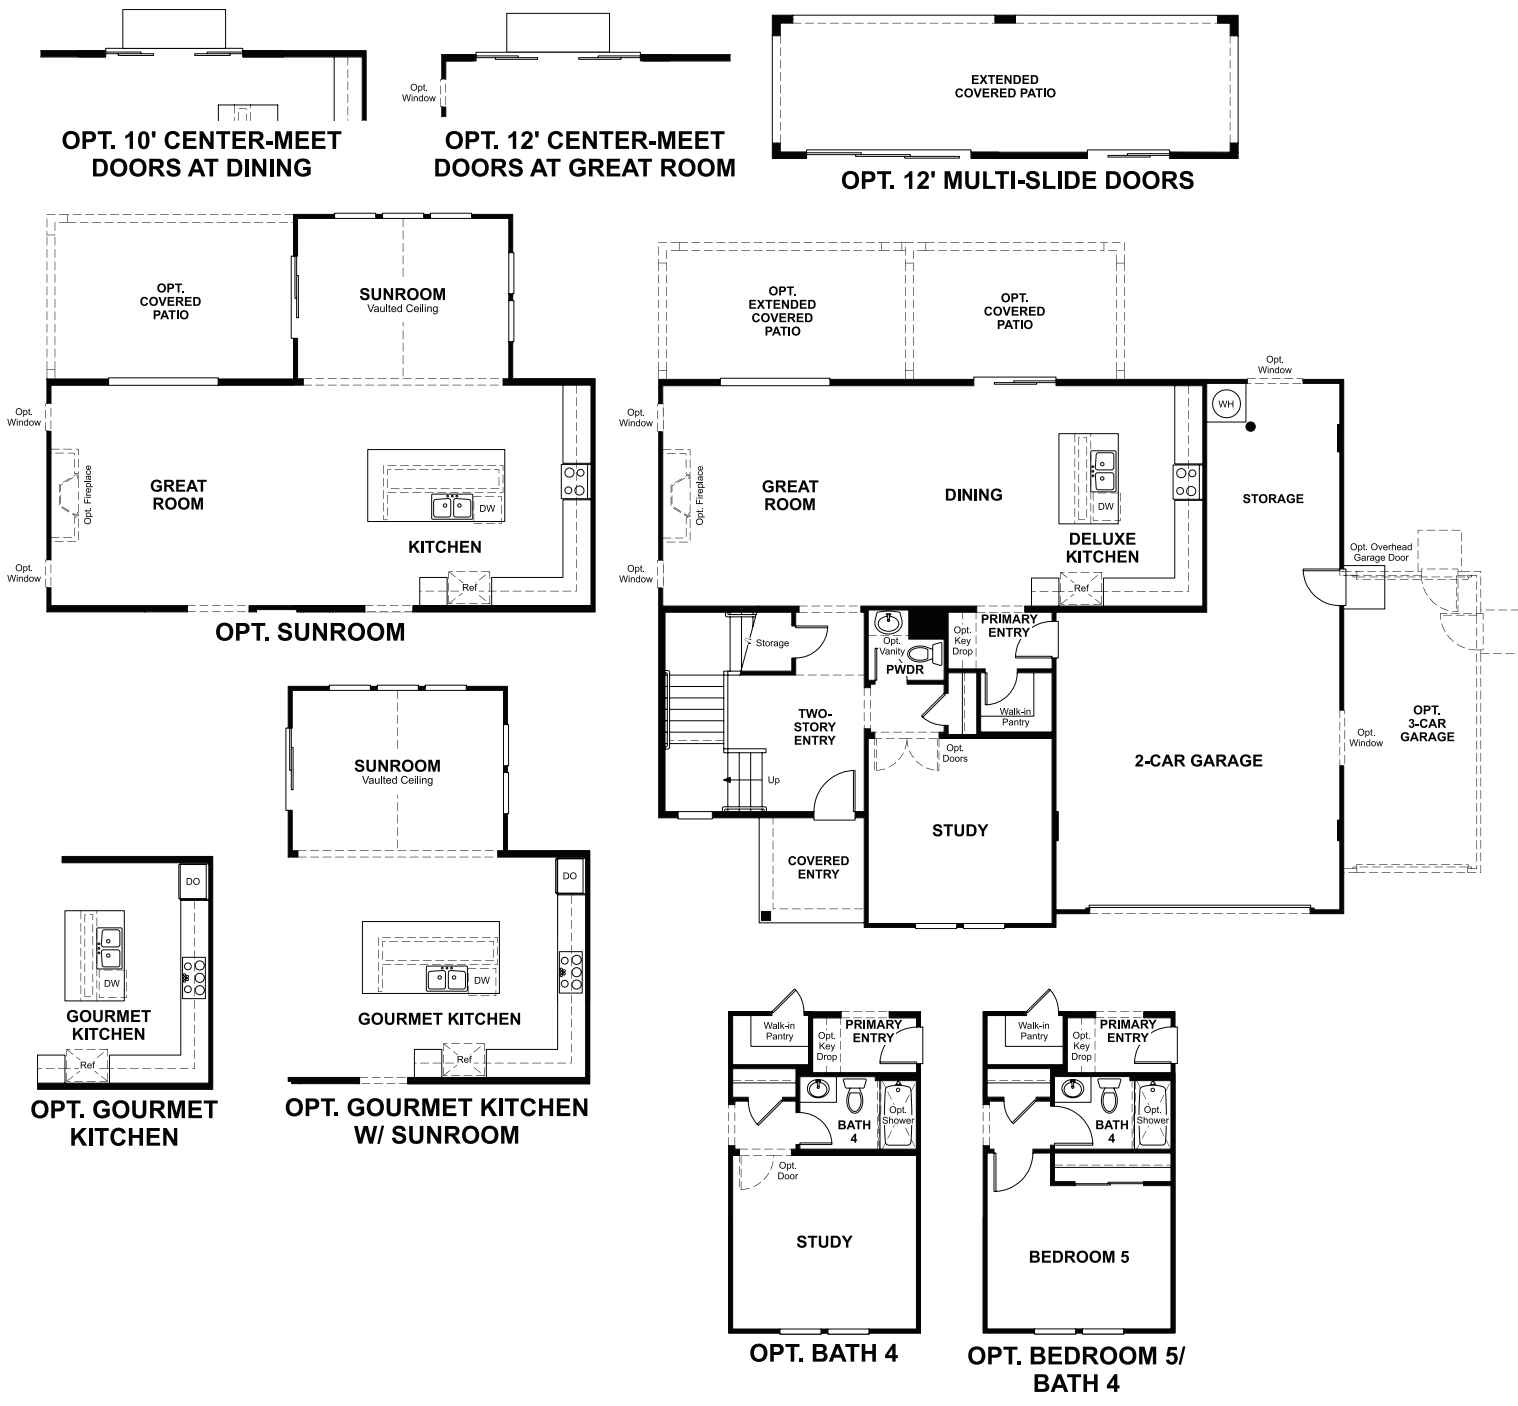 OPT. 10' CENTER-MEET
DOORS AT DINING
Opt.
Window
OPT. 12' CENTER-MEET
DOORS AT GREAT ROOM
EXTENDED
COVERED PATIO
OPT. 12' MULTI-SLIDE DOORS
OPT.
COVERED
PATIO
SUNROOM
Vaulted Ceiling
Opt.
Window
Opt. Fireplace
GREAT
ROOM
DW
KITCHEN
Opt.
Window
Ref
OPT. SUNROOM
OPT.
EXTENDED
COVERED
PATIO
OPT.
COVERED
PATIO
Opt.
Window
Opt.
Window
WH
Opt. Fireplace
GREAT
ROOM
DINING
DW
DELUXE
KITCHEN
STORAGE
Opt. Overhead
Garage Door
Opt.
Window
Ref
Storage
Opt.
Vanity
PWDR
Opt.
Key
Drop
PRIMARY
ENTRY
TWO-
STORY
ENTRY
Walk-in
Pantry
Opt.
Doors
Up
2-CAR GARAGE
Opt.
Window
OPT.
3-CAR
GARAGE
STUDY
COVERED
ENTRY
SUNROOM
Vaulted Ceiling
DO
DW
GOURMET
KITCHEN
Ref
OPT. GOURMET
KITCHEN
DO
DW
GOURMET KITCHEN
Ref
OPT. GOURMET KITCHEN
W/ SUNROOM
Walk-in
Pantry
Opt.
Key
Drop
PRIMARY
ENTRY
BATH
4
Opt.
Shower
Opt.
Door
STUDY
OPT. BATH 4
Walk-in
Pantry
Opt.
Key
Drop
PRIMARY
ENTRY
BATH
4
Opt.
Shower
BEDROOM 5
OPT. BEDROOM 5/
BATH 4